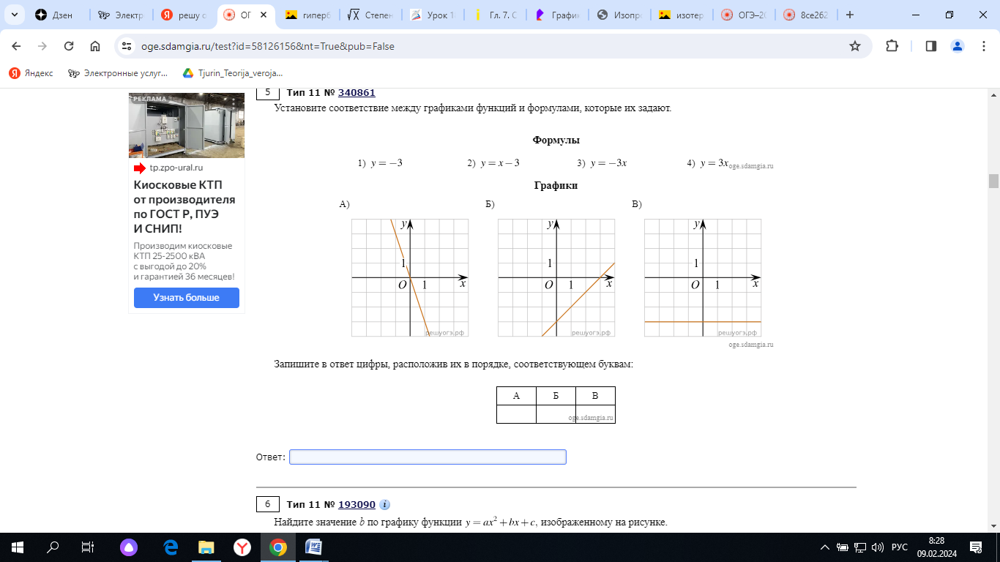 Дзен
Электр
решу о
ОГ
гиперб
Степен
Урок 1
Гл. 7. С
График
Изопро
изотер
ОГЭ–20
8ce262
oge.sdamgia.ru/test?id=58126156&nt=True&pub=False
Яндекс
Электронные услуг...
Tjurin_Teorija_veroja...
РЕКЛАМА
tp.zpo-ural.ru
Киосковые КТП
от производителя
по ГОСТ Р, ПУЭ
И СНИП!
Производим киосковые
КТП 25-2500 кВА
с выгодой до 20%
и гарантией 36 месяцев!
Узнать больше
5 Тип 11 № 340861
Установите соответствие между графиками функций и формулами, которые их задают.
Формулы
1) y = −3 2) y = x − 3 3) y = −3x 4) y = 3x
oge.sdamgia.ru
Графики
А) Б) В)
y y y
1 1 1
O 1 x O 1 x O 1 x
решуогэ.рф решуогэ.рф решуогэ.рф
oge.sdamgia.ru
Запишите в ответ цифры, расположив их в порядке, соответствующем буквам:
А Б В
oge.sdamgia.ru
Ответ:
6 Тип 11 № 193090 i
Найдите значение b по графику функции y = ax² + bx + c, изображенному на рисунке.
РУС
8:28
09.02.2024